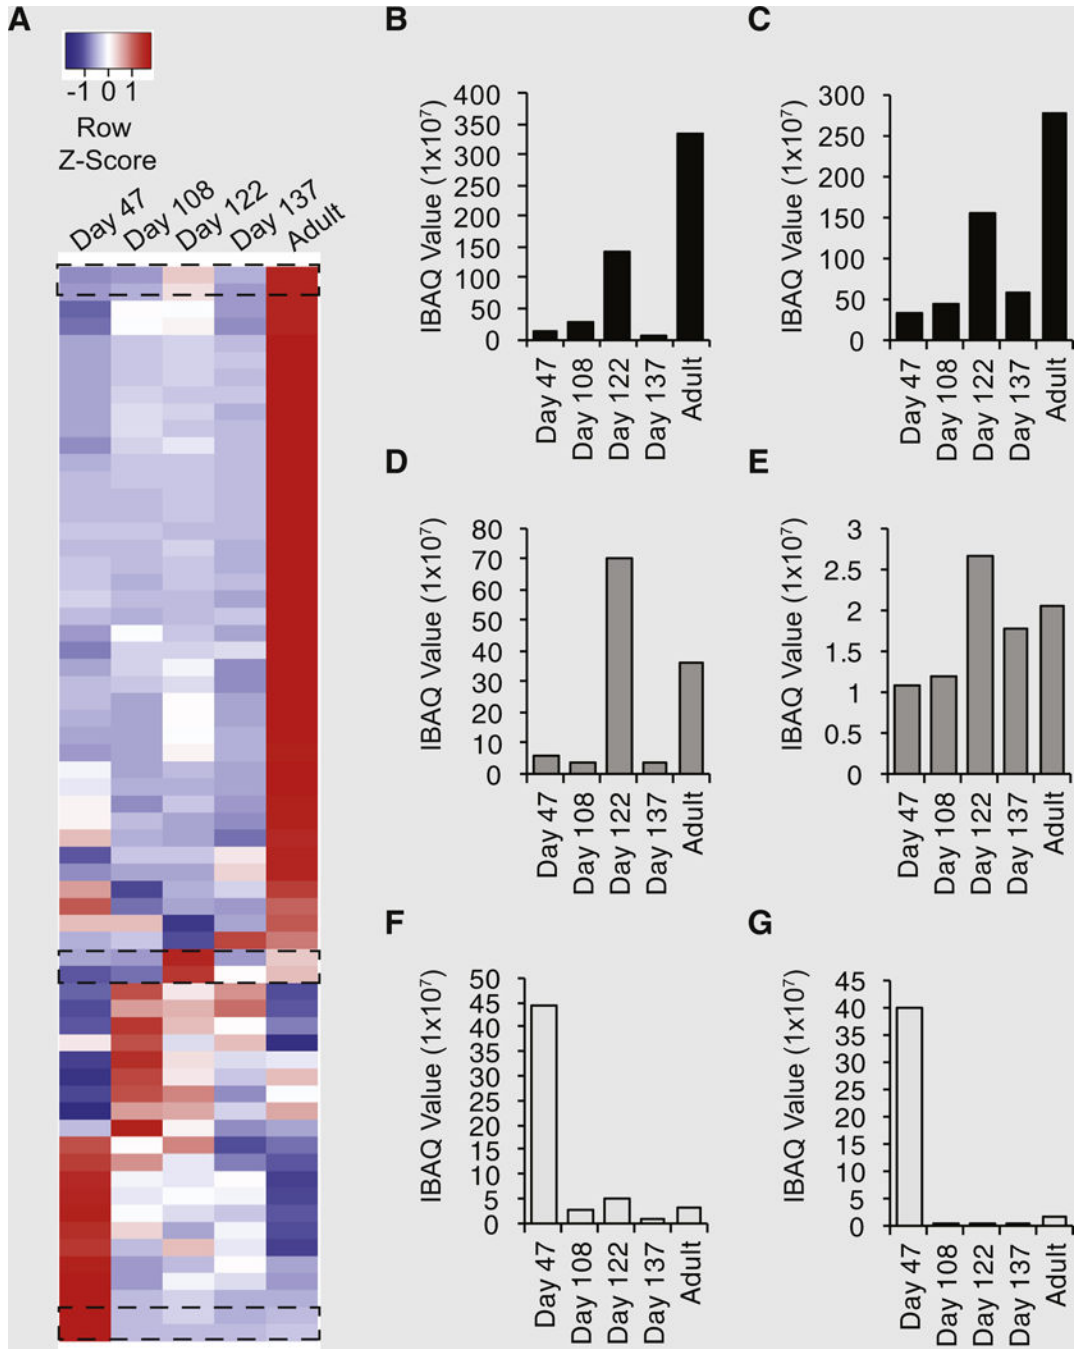 A
-1 0 1
Row
Z-Score
Day 47
Day 108
Day 122
Day 137
Adult
B
IBAQ Value (1x10⁷)
400
350
300
250
200
150
100
50
0
Day 47
Day 108
Day 122
Day 137
Adult
C
IBAQ Value (1x10⁷)
300
250
200
150
100
50
0
Day 47
Day 108
Day 122
Day 137
Adult
D
IBAQ Value (1x10⁷)
80
70
60
50
40
30
20
10
0
Day 47
Day 108
Day 122
Day 137
Adult
E
IBAQ Value (1x10⁷)
3
2.5
2
1.5
1
0.5
0
Day 47
Day 108
Day 122
Day 137
Adult
F
IBAQ Value (1x10⁷)
50
45
40
35
30
25
20
15
10
5
0
Day 47
Day 108
Day 122
Day 137
Adult
G
IBAQ Value (1x10⁷)
45
40
35
30
25
20
15
10
5
0
Day 47
Day 108
Day 122
Day 137
Adult